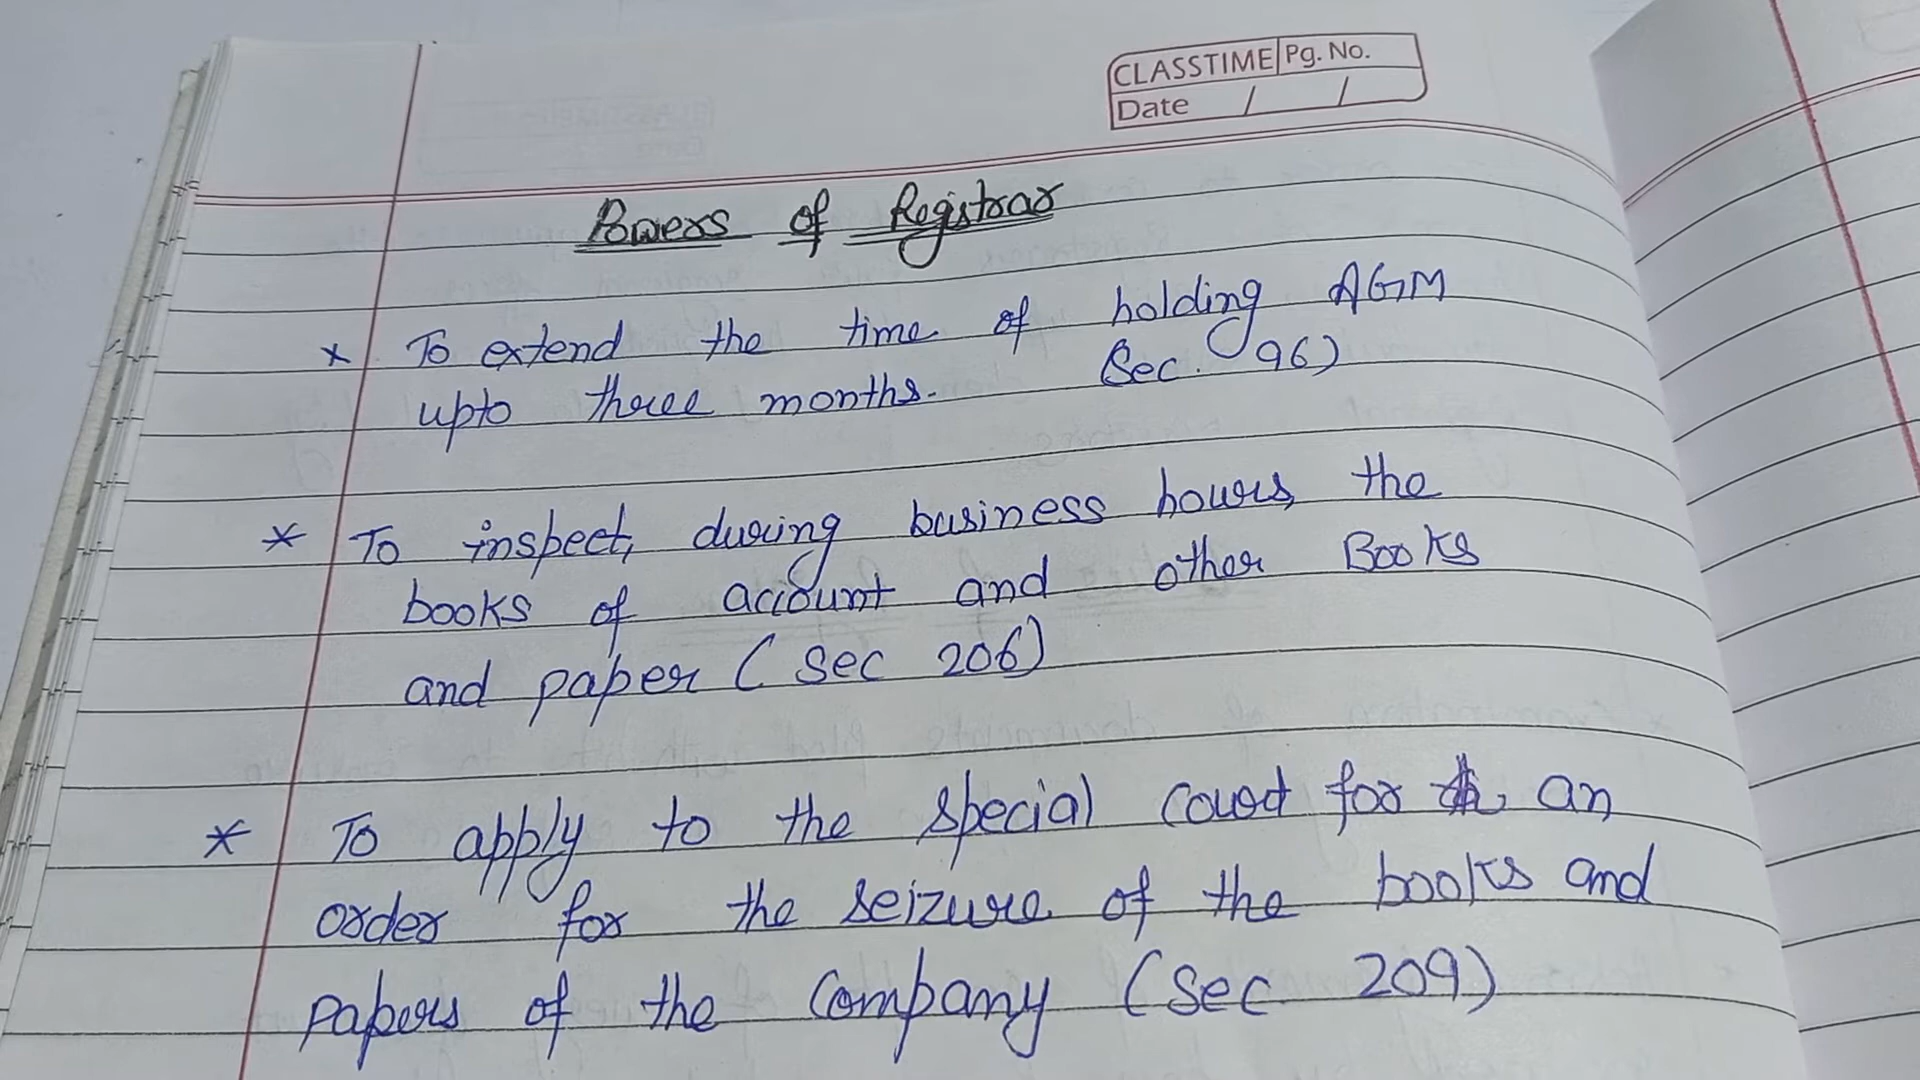 CLASSTIME Pg. No.
Date / /
Powers of Registrar
* To extend the time of holding AGM
upto three months. (Sec. 96)
* To inspect, during business hours, the
books of account and other Books
and paper (Sec 206)
* To apply to the special court for an
order for the seizure of the books and
papers of the Company (Sec 209)